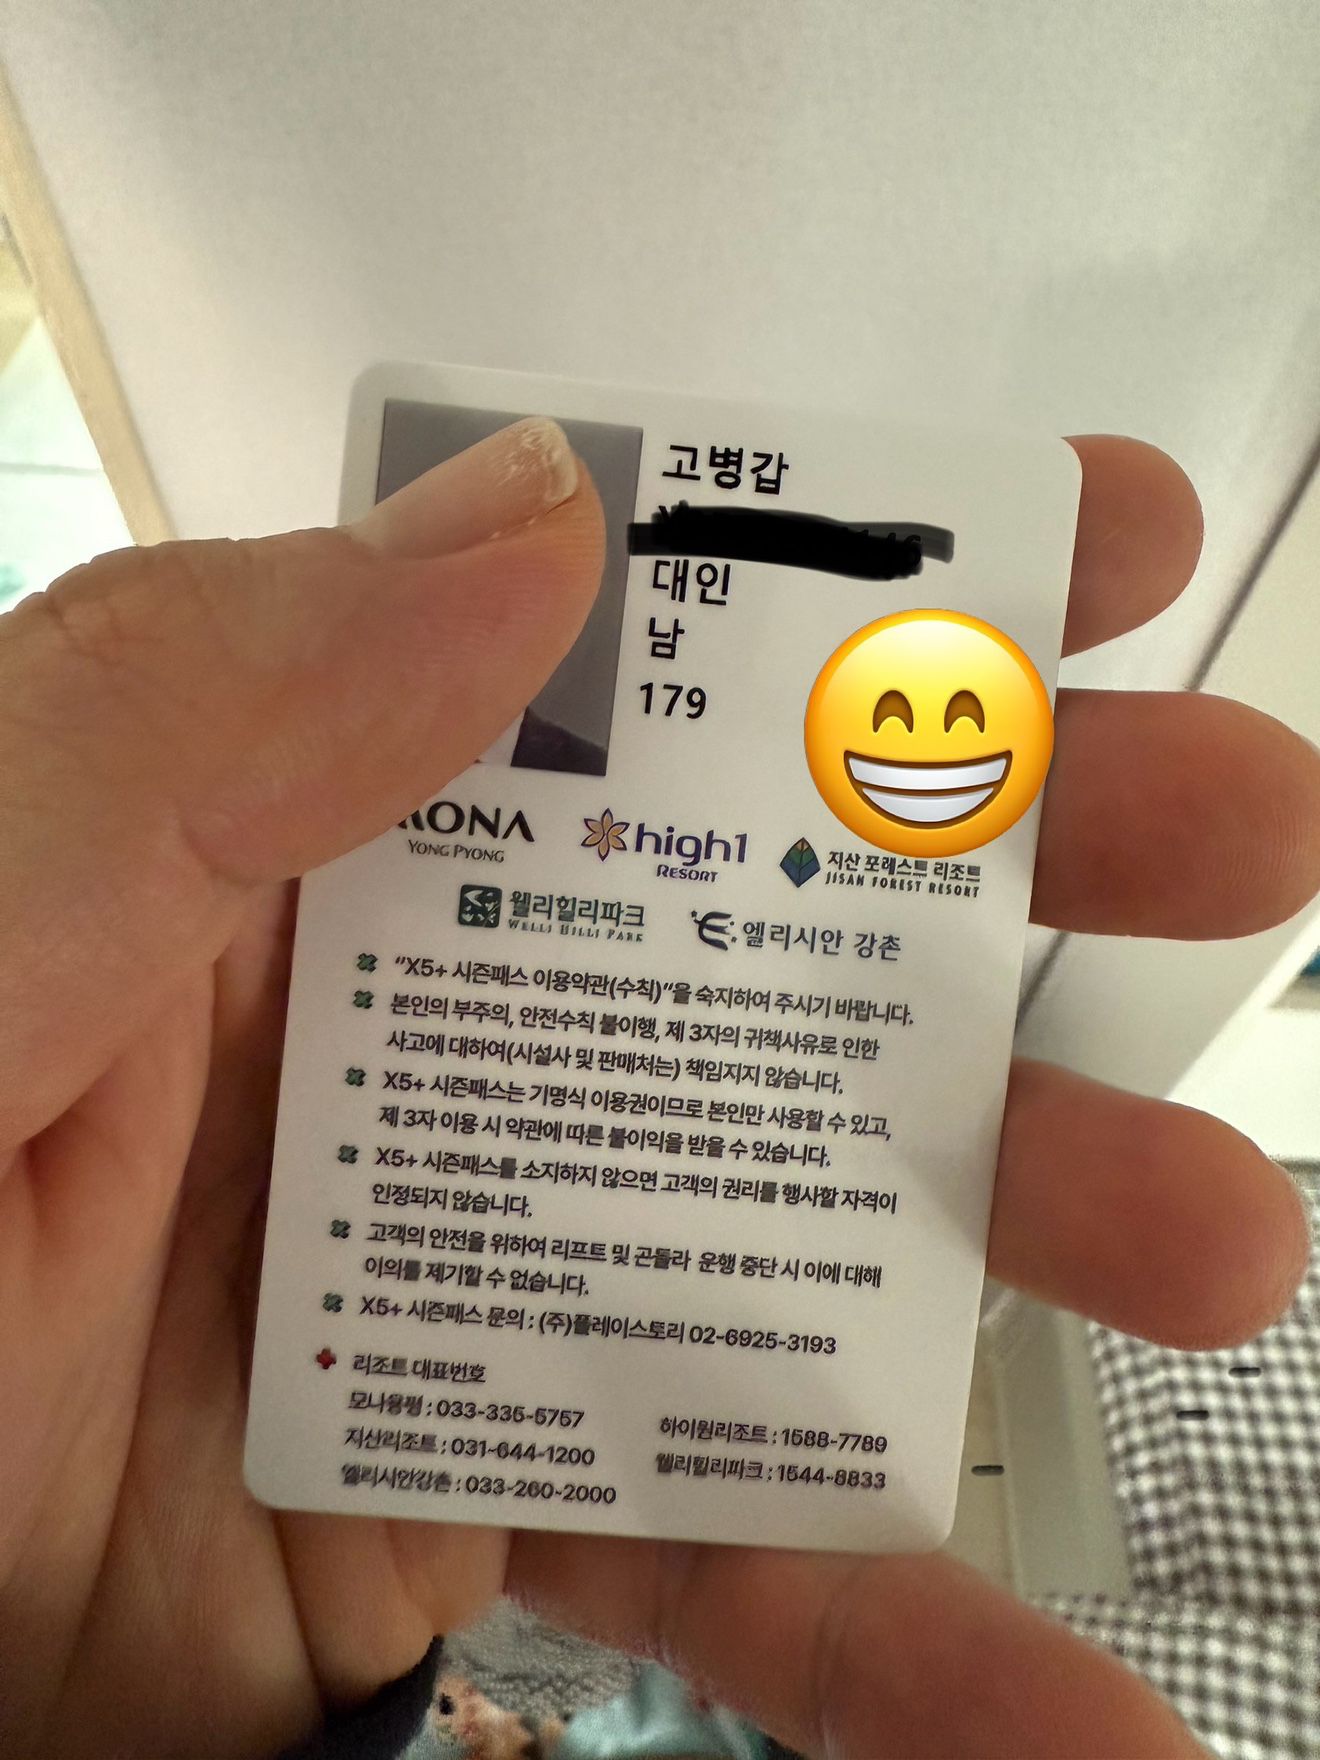 고병갑
대인
남
179
MONA
YONG PYONG
high1
RESORT
지산 포레스트 리조트
JISAN FOREST RESORT
웰리힐리파크
WELLI HILLI PARK
엘리시안 강촌
"X5+ 시즌패스 이용약관(수칙)"을 숙지하여 주시기 바랍니다.
본인의 부주의, 안전수칙 불이행, 제 3자의 귀책사유로 인한
사고에 대하여(시설사 및 판매처는) 책임지지 않습니다.
X5+ 시즌패스는 기명식 이용권이므로 본인만 사용할 수 있고,
제 3자 이용 시 약관에 따른 불이익을 받을 수 있습니다.
X5+ 시즌패스를 소지하지 않으면 고객의 권리를 행사할 자격이
인정되지 않습니다.
고객의 안전을 위하여 리프트 및 곤돌라 운행 중단 시 이에 대해
이의를 제기할 수 없습니다.
X5+ 시즌패스 문의 : (주)플레이스토리 02-6925-3193
리조트 대표번호
모나용평 : 033-335-5757
하이원리조트 : 1588-7789
지산리조트 : 031-644-1200
웰리힐리파크 : 1544-8833
엘리시안강촌 : 033-260-2000